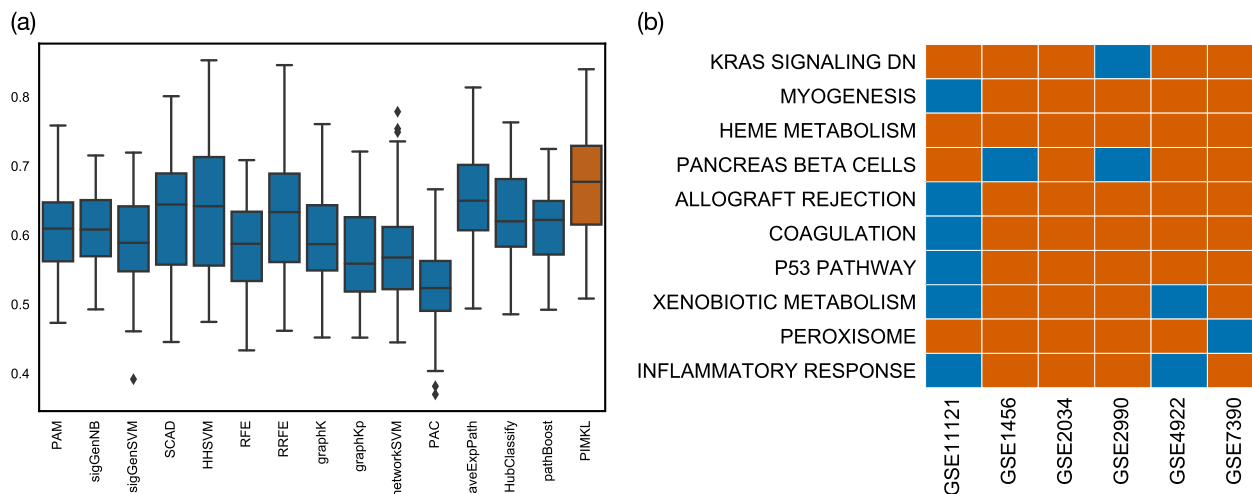 (a)
0.8
0.7
0.6
0.5
0.4
PAM
sigGenNB
sigGenSVM
SCAD
HHSVM
RFE
RRFE
graphK
graphKp
networkSVM
PAC
aveExpPath
HubClassify
pathBoost
PIMKL
(b)
KRAS SIGNALING DN
MYOGENESIS
HEME METABOLISM
PANCREAS BETA CELLS
ALLOGRAFT REJECTION
COAGULATION
P53 PATHWAY
XENOBIOTIC METABOLISM
PEROXISOME
INFLAMMATORY RESPONSE
GSE11121
GSE1456
GSE2034
GSE2990
GSE4922
GSE7390